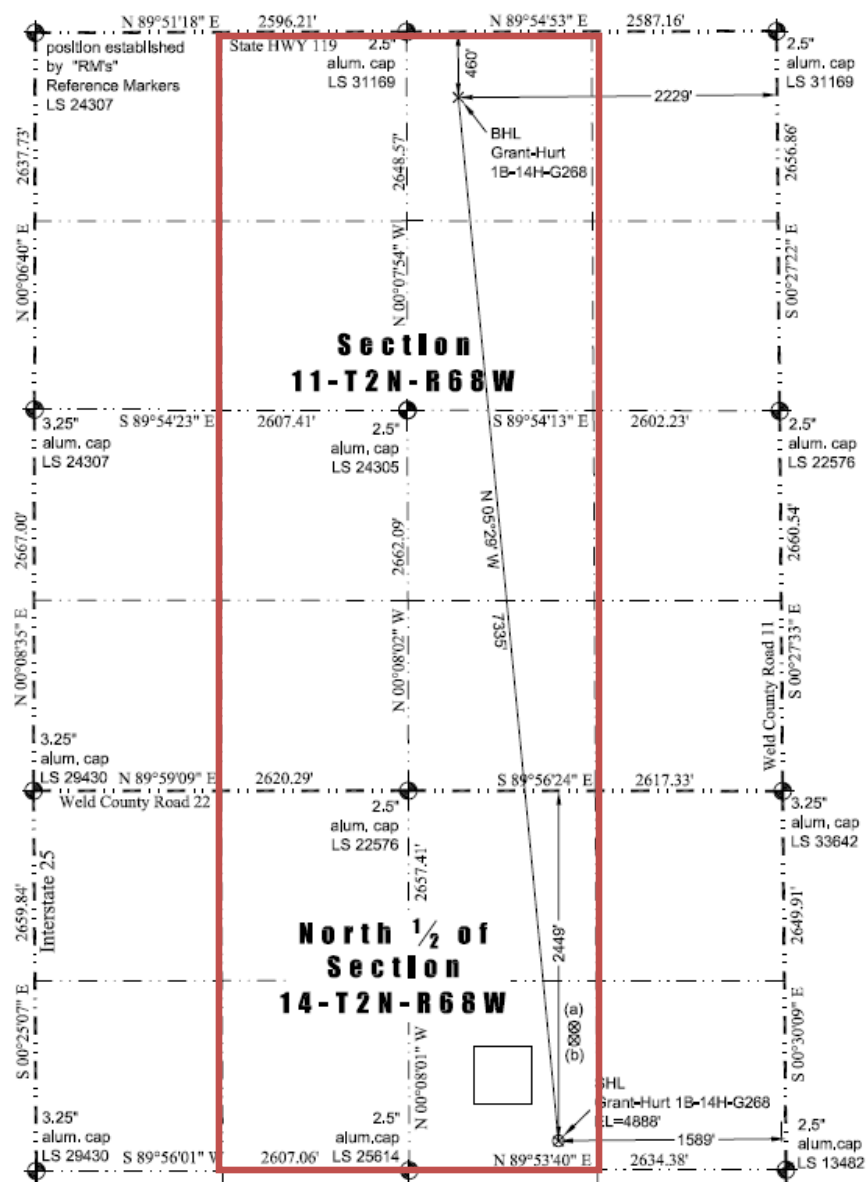 N 89°51'18" E 2596.21' N 89°54'53" E 2587.16'
position established
by "RM's"
Reference Markers
LS 24307
State HWY 119
2.5"
alum. cap
LS 31169
460'
2229'
2.5"
alum. cap
LS 31169
BHL
Grant-Hurt
1B-14H-G268
2637.73'
2648.57'
2656.86'
N 00°06'40" E
N 00°07'54" W
S 00°27'22" E
Section
11-T2N-R68W
S 89°54'23" E 2607.41' S 89°54'13" E 2602.23'
3.25"
alum. cap
LS 24307
2.5"
alum. cap
LS 24305
2.5"
alum. cap
LS 22576
2667.00'
2662.09'
N 05°29' W
7335'
2660.54'
N 00°08'35" E
N 00°08'02" W
S 00°27'33" E
Weld County Road 11
3.25"
alum. cap
LS 29430
N 89°59'09" E 2620.29' S 89°56'24" E 2617.33'
Weld County Road 22
2.5"
alum. cap
LS 22576
3.25"
alum. cap
LS 33642
Interstate 25
2659.84'
2657.41'
2449'
2649.91'
North ½ of
Section
14-T2N-R68W
S 00°25'07" E
N 00°08'01" W
(a)
(b)
S 00°30'09" E
SHL
Grant-Hurt 1B-14H-G268
EL=4888'
1589'
3.25"
alum. cap
LS 29430
2.5"
alum.cap
LS 25614
2.5"
alum.cap
LS 13482
S 89°56'01" W 2607.06' N 89°53'40" E 2634.38'